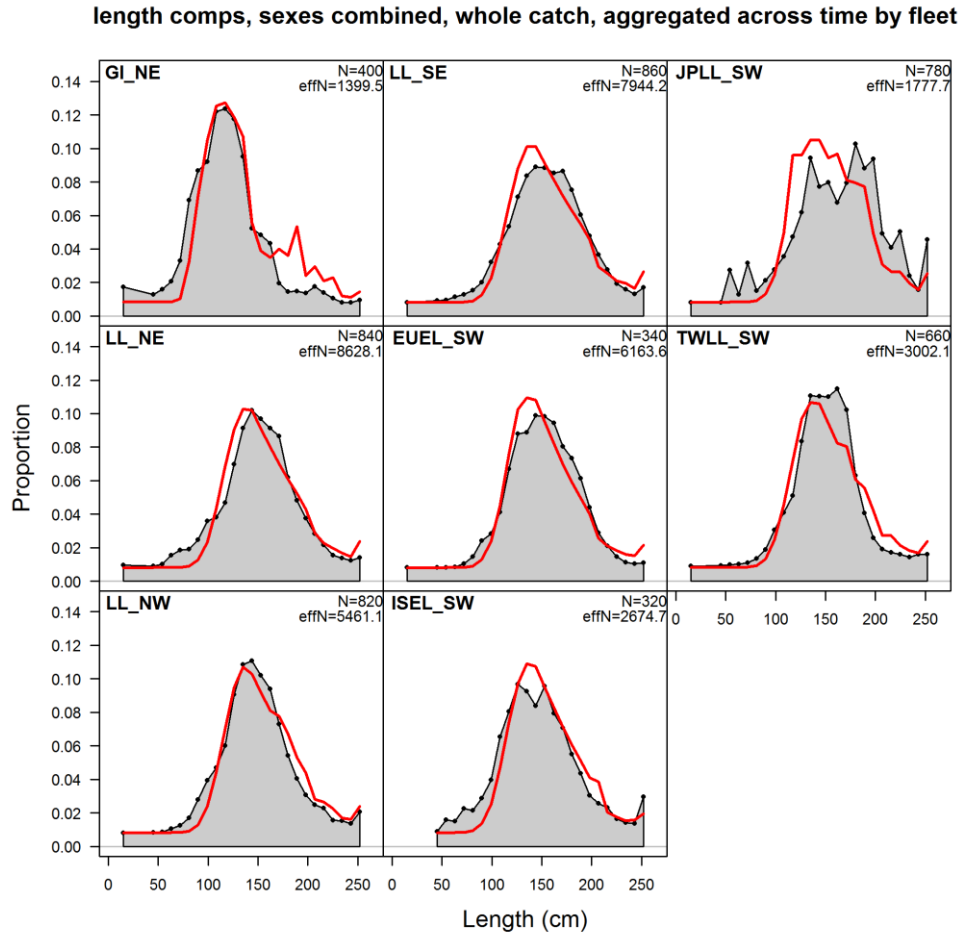 length comps, sexes combined, whole catch, aggregated across time by fleet
GI_NE
N=400
effN=1399.5
LL_SE
N=860
effN=7944.2
JPLL_SW
N=780
effN=1777.7
0.14
0.12
0.10
0.08
0.06
0.04
0.02
0.00
LL_NE
N=840
effN=8628.1
EUEL_SW
N=340
effN=6163.6
TWLL_SW
N=660
effN=3002.1
0.14
0.12
0.10
0.08
0.06
0.04
0.02
0.00
Proportion
LL_NW
N=820
effN=5461.1
ISEL_SW
N=320
effN=2674.7
0 50 100 150 200 250
0.14
0.12
0.10
0.08
0.06
0.04
0.02
0.00
0 50 100 150 200 250
0 50 100 150 200 250
Length (cm)